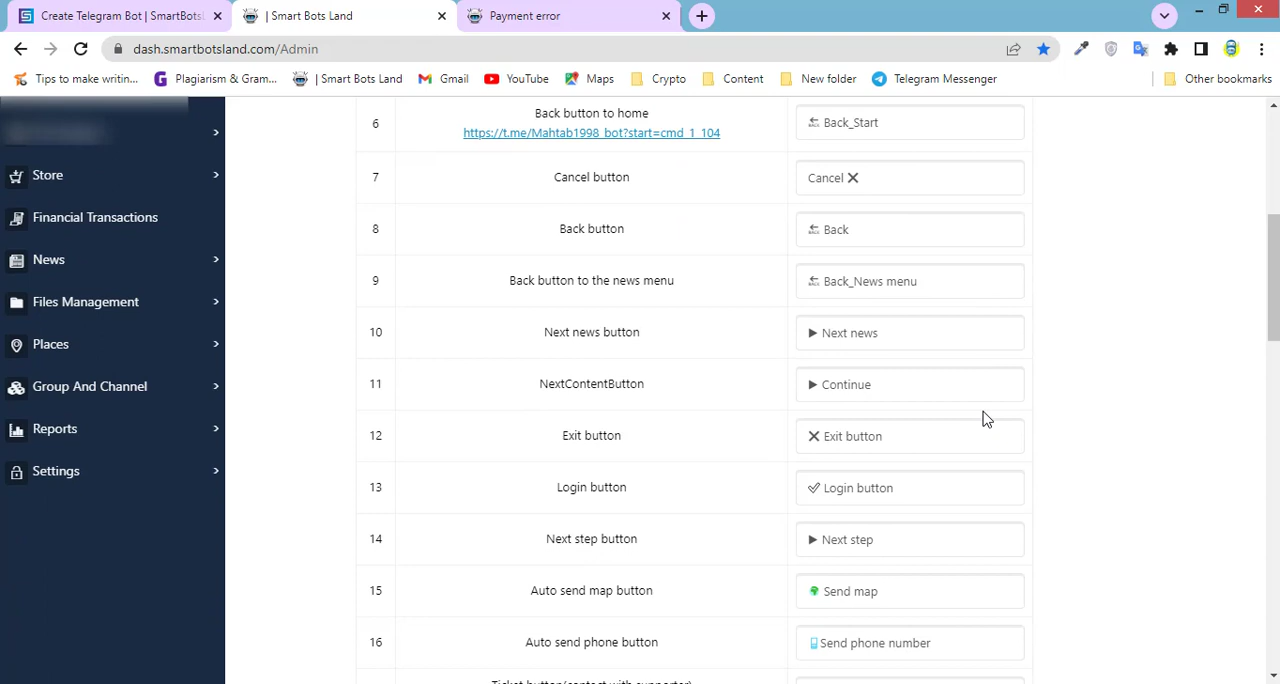 Create Telegram Bot | SmartBots
| Smart Bots Land
Payment error
dash.smartbotsland.com/Admin
Tips to make writin...
Plagiarism & Gram...
| Smart Bots Land
Gmail
YouTube
Maps
Crypto
Content
New folder
Telegram Messenger
Other bookmarks
Store
Financial Transactions
News
Files Management
Places
Group And Channel
Reports
Settings
6 Back button to home Back_Start
https://t.me/Mahtab1998_bot?start=cmd_1_104
7 Cancel button Cancel ❌
8 Back button Back
9 Back button to the news menu Back_News menu
10 Next news button ▶ Next news
11 NextContentButton ▶ Continue
12 Exit button ❌ Exit button
13 Login button ✔ Login button
14 Next step button ▶ Next step
15 Auto send map button Send map
16 Auto send phone button Send phone number
Ticket button(contact with supporter)